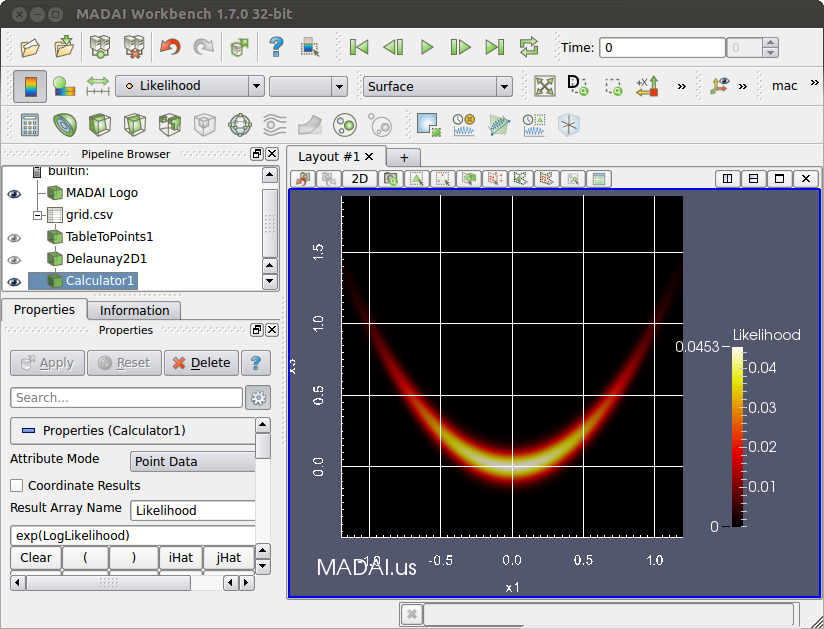 MADAI Workbench 1.7.0 32-bit
Time: 0 0
Likelihood Surface D » » mac »
Pipeline Browser
builtin:
MADAI Logo
grid.csv
TableToPoints1
Delaunay2D1
Calculator1
Properties Information
Properties
Apply Reset Delete ?
Search...
Properties (Calculator1)
Attribute Mode Point Data
Coordinate Results
Result Array Name Likelihood
exp(LogLikelihood)
Clear ( ) iHat jHat
Layout #1 +
2D
1.5
1.0
0.5
0.0
-1.0 -0.5 0.0 0.5 1.0
x1
MADAI.us
Likelihood
0.0453
0.04
0.03
0.02
0.01
0